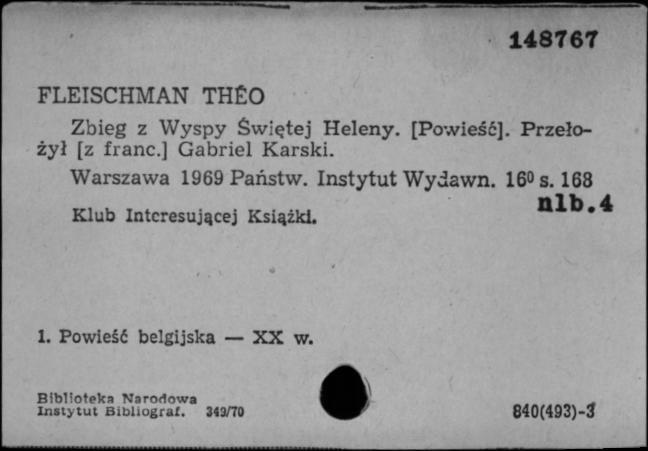 148767
FLEISCHMAN THÉO
Zbieg z Wyspy Świętej Heleny. [Powieść]. Przeło-
żył [z franc.] Gabriel Karski.
Warszawa 1969 Państw. Instytut Wydawn. 16⁰ s. 168
nlb.4
Klub Interesującej Książki.
1. Powieść belgijska — XX w.
Biblioteka Narodowa
Instytut Bibliograf. 349/70
840(493)-3